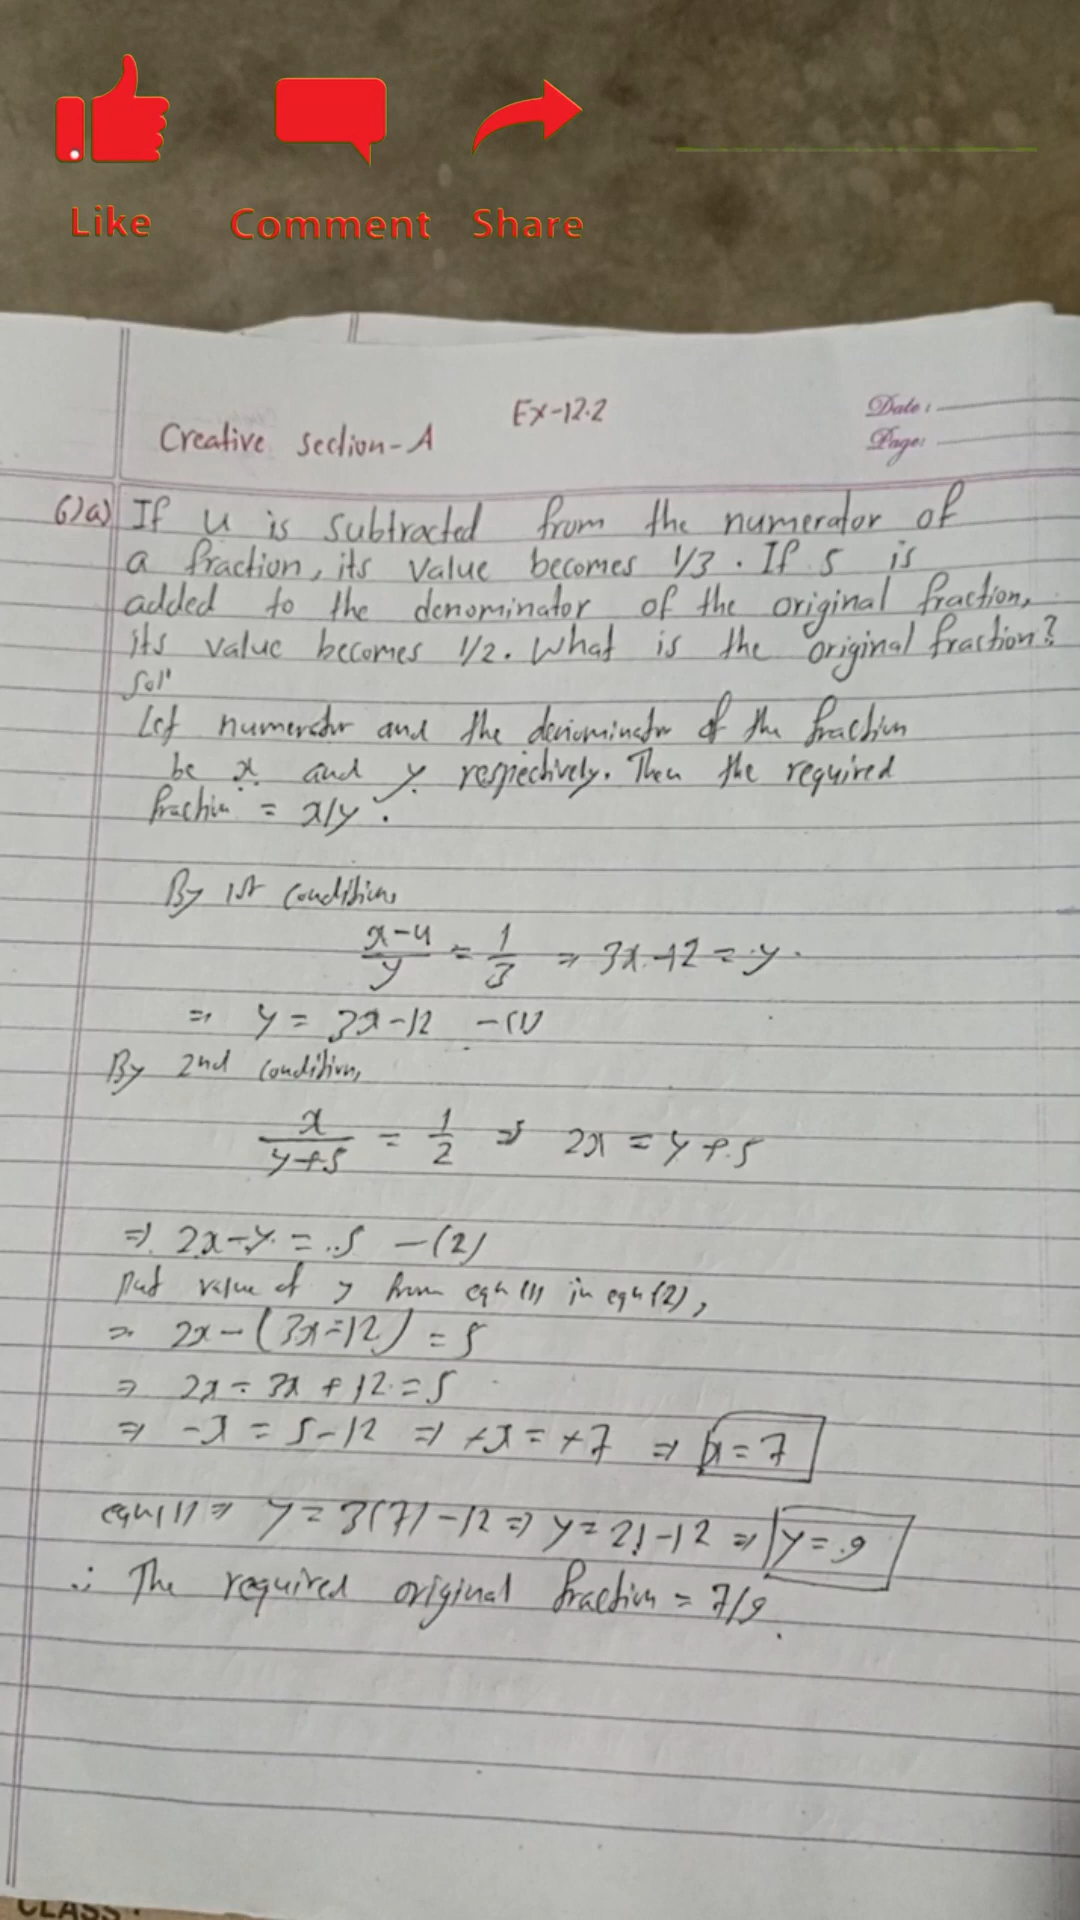 Like Comment Share
Ex-12.2
Date:
Creative section-A
Page:
6)a) If 4 is subtracted from the numerator of
a fraction, its value becomes 1/3. If 5 is
added to the denominator of the original fraction,
its value becomes 1/2. What is the original fraction?
Solⁿ
Let numerator and the denominator of the fraction
be x and y respectively. Then the required
fraction = x/y.
By 1st condition,
x-4/y = 1/3 ⇒ 3x-12 = y.
⇒ y = 3x-12 -(1)
By 2nd condition,
x/y+5 = 1/2 ⇒ 2x = y+5
⇒ 2x-y = 5 -(2)
Put value of y from eqn (1) in eqn (2),
⇒ 2x-(3x-12) = 5
⇒ 2x-3x+12 = 5
⇒ -x = 5-12 ⇒ +x = +7 ⇒ x = 7
eqn(1) ⇒ y = 3(7)-12 ⇒ y = 21-12 ⇒ y = 9
∴ The required original fraction = 7/9.
CLASS